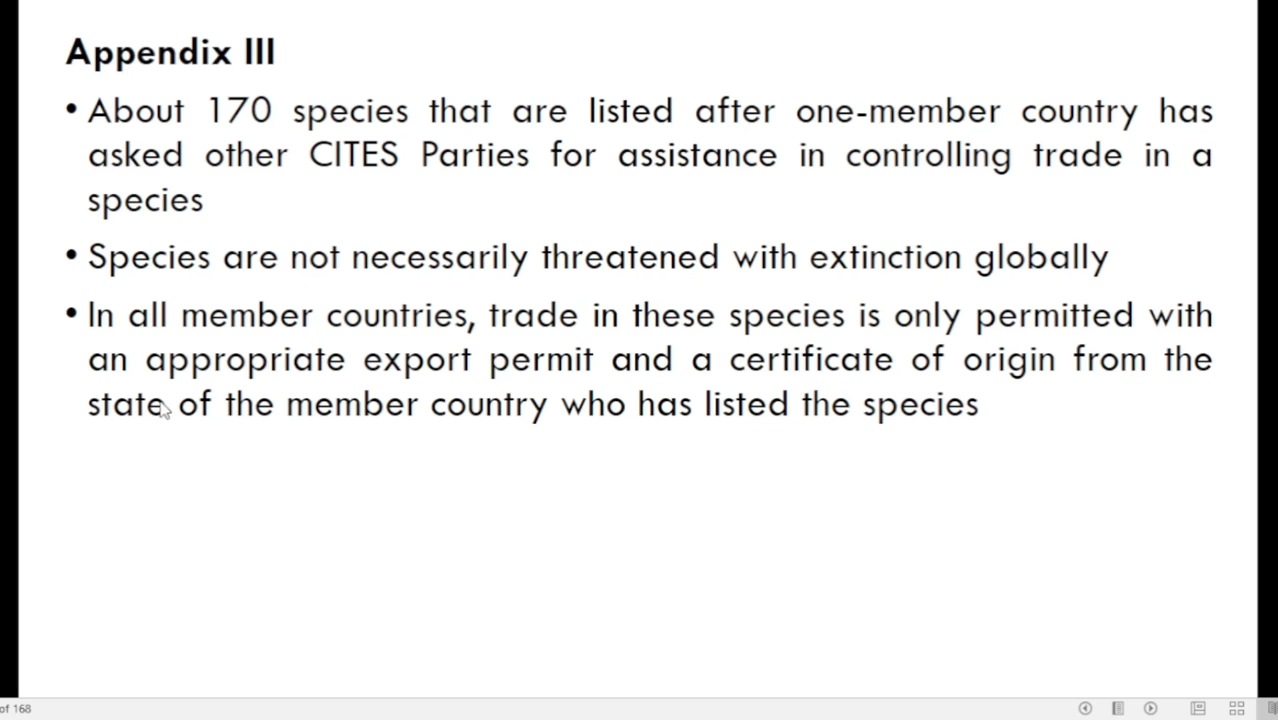 Appendix III
• About 170 species that are listed after one-member country has
asked other CITES Parties for assistance in controlling trade in a
species
• Species are not necessarily threatened with extinction globally
• In all member countries, trade in these species is only permitted with
an appropriate export permit and a certificate of origin from the
state of the member country who has listed the species
of 168